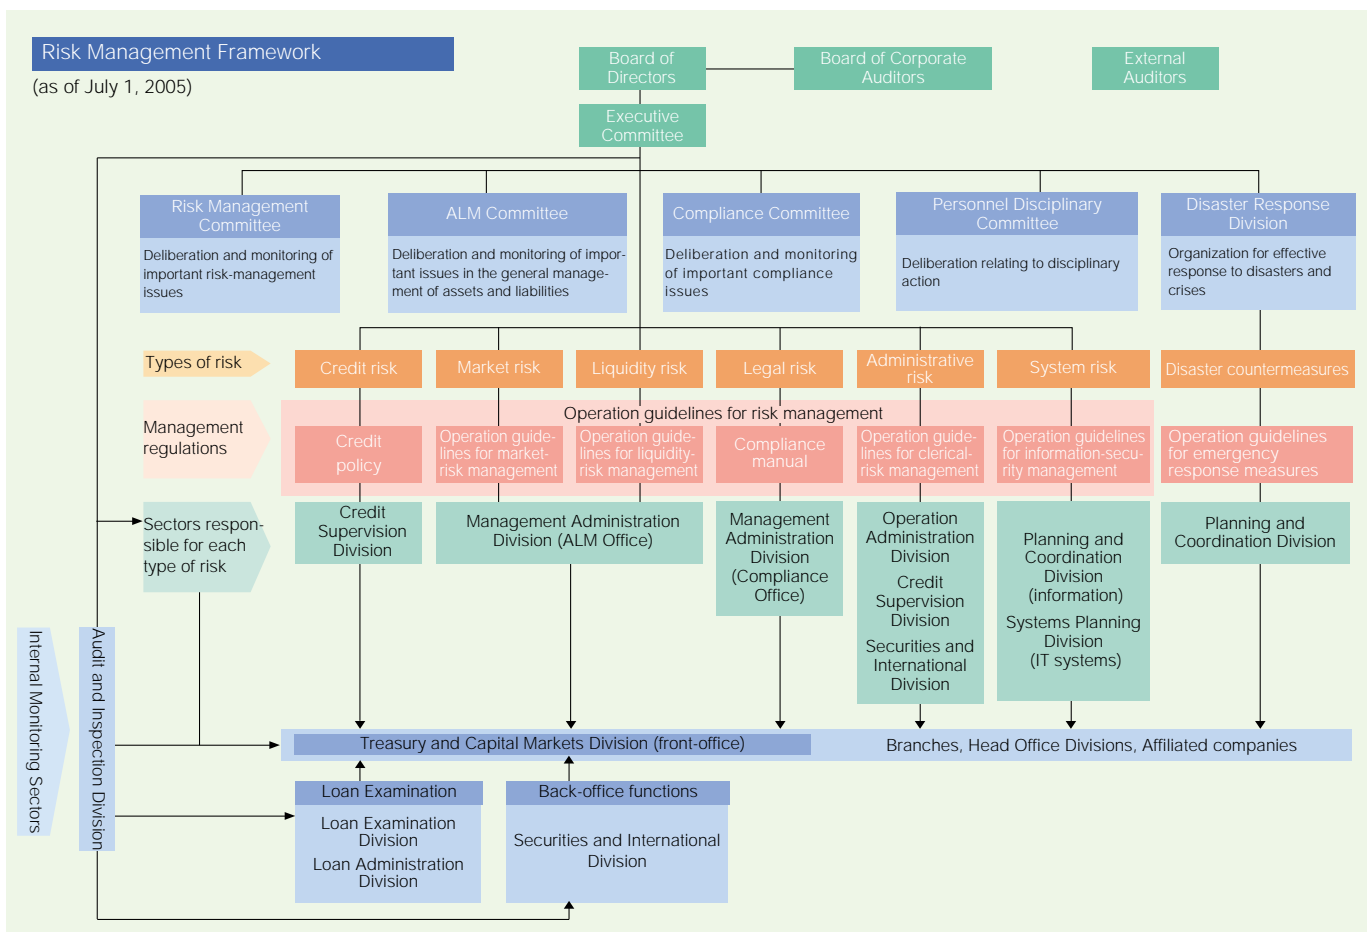 Risk Management Framework
(as of July 1, 2005)
Board of
Directors
Board of Corporate
Auditors
External
Auditors
Executive
Committee
Risk Management
Committee
Deliberation and monitoring of
important risk-management
issues
ALM Committee
Deliberation and monitoring of impor-
tant issues in the general manage-
ment of assets and liabilities
Compliance Committee
Deliberation and monitoring
of important compliance
issues
Personnel Disciplinary
Committee
Deliberation relating to disciplinary
action
Disaster Response
Division
Organization for effective
response to disasters and
crises
Types of risk
Credit risk
Market risk
Liquidity risk
Legal risk
Administrative
risk
System risk
Disaster countermeasures
Management
regulations
Operation guidelines for risk management
Credit
policy
Operation guide-
lines for market-
risk management
Operation guide-
lines for liquidity-
risk management
Compliance
manual
Operation guide-
lines for clerical-
risk management
Operation guidelines
for information-secu-
rity management
Operation guidelines
for emergency
response measures
Sectors respon-
sible for each
type of risk
Credit
Supervision
Division
Management Administration
Division (ALM Office)
Management
Administration
Division
(Compliance
Office)
Operation
Administration
Division
Credit
Supervision
Division
Securities and
International
Division
Planning and
Coordination
Division
(information)
Systems Planning
Division
(IT systems)
Planning and
Coordination Division
Internal Monitoring Sectors
Audit and Inspection Division
Treasury and Capital Markets Division (front-office)
Branches, Head Office Divisions, Affiliated companies
Loan Examination
Loan Examination
Division
Loan Administration
Division
Back-office functions
Securities and International
Division